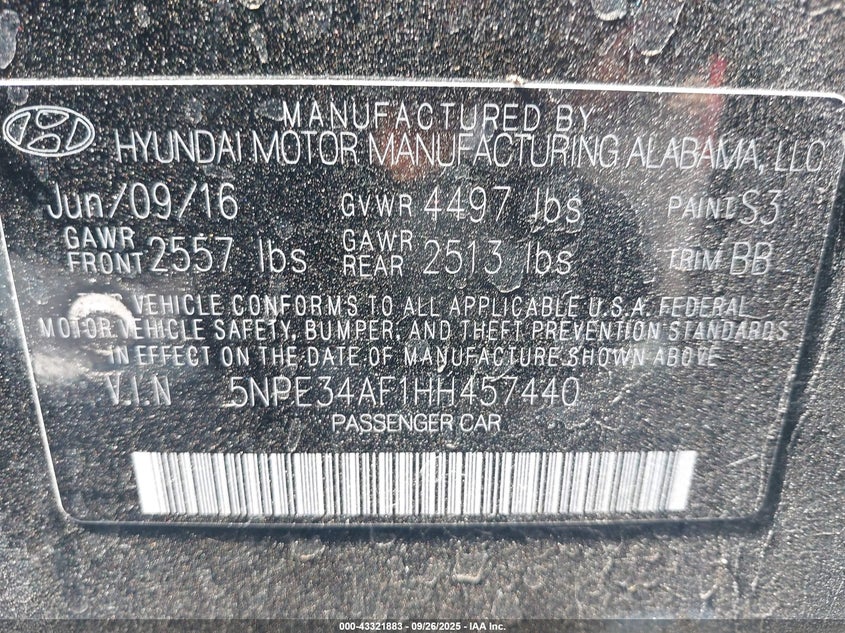 MANUFACTURED BY
HYUNDAI MOTOR MANUFACTURING ALABAMA, LLC
Jun/09/16 GVWR 4497 lbs PAINT S3
GAWR FRONT 2557 lbs GAWR REAR 2513 lbs TRIM BB
VEHICLE CONFORMS TO ALL APPLICABLE U.S.A. FEDERAL
MOTOR VEHICLE SAFETY, BUMPER, AND THEFT PREVENTION STANDARDS
IN EFFECT ON THE DATE OF MANUFACTURE SHOWN ABOVE
V.I.N 5NPE34AF1HH457440
PASSENGER CAR
000-43321883 - 09/26/2025 - IAA Inc.